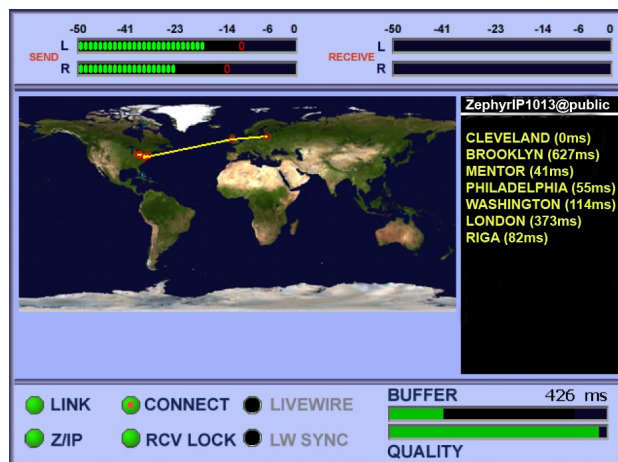 -50 -41 -23 -14 -6 0
-50 -41 -23 -14 -6 0
SEND
L
R
RECEIVE
L
R
ZephyrIP1013@public
CLEVELAND (0ms)
BROOKLYN (627ms)
MENTOR (41ms)
PHILADELPHIA (55ms)
WASHINGTON (114ms)
LONDON (373ms)
RIGA (82ms)
LINK
CONNECT
LIVEWIRE
Z/IP
RCV LOCK
LW SYNC
BUFFER 426 ms
QUALITY